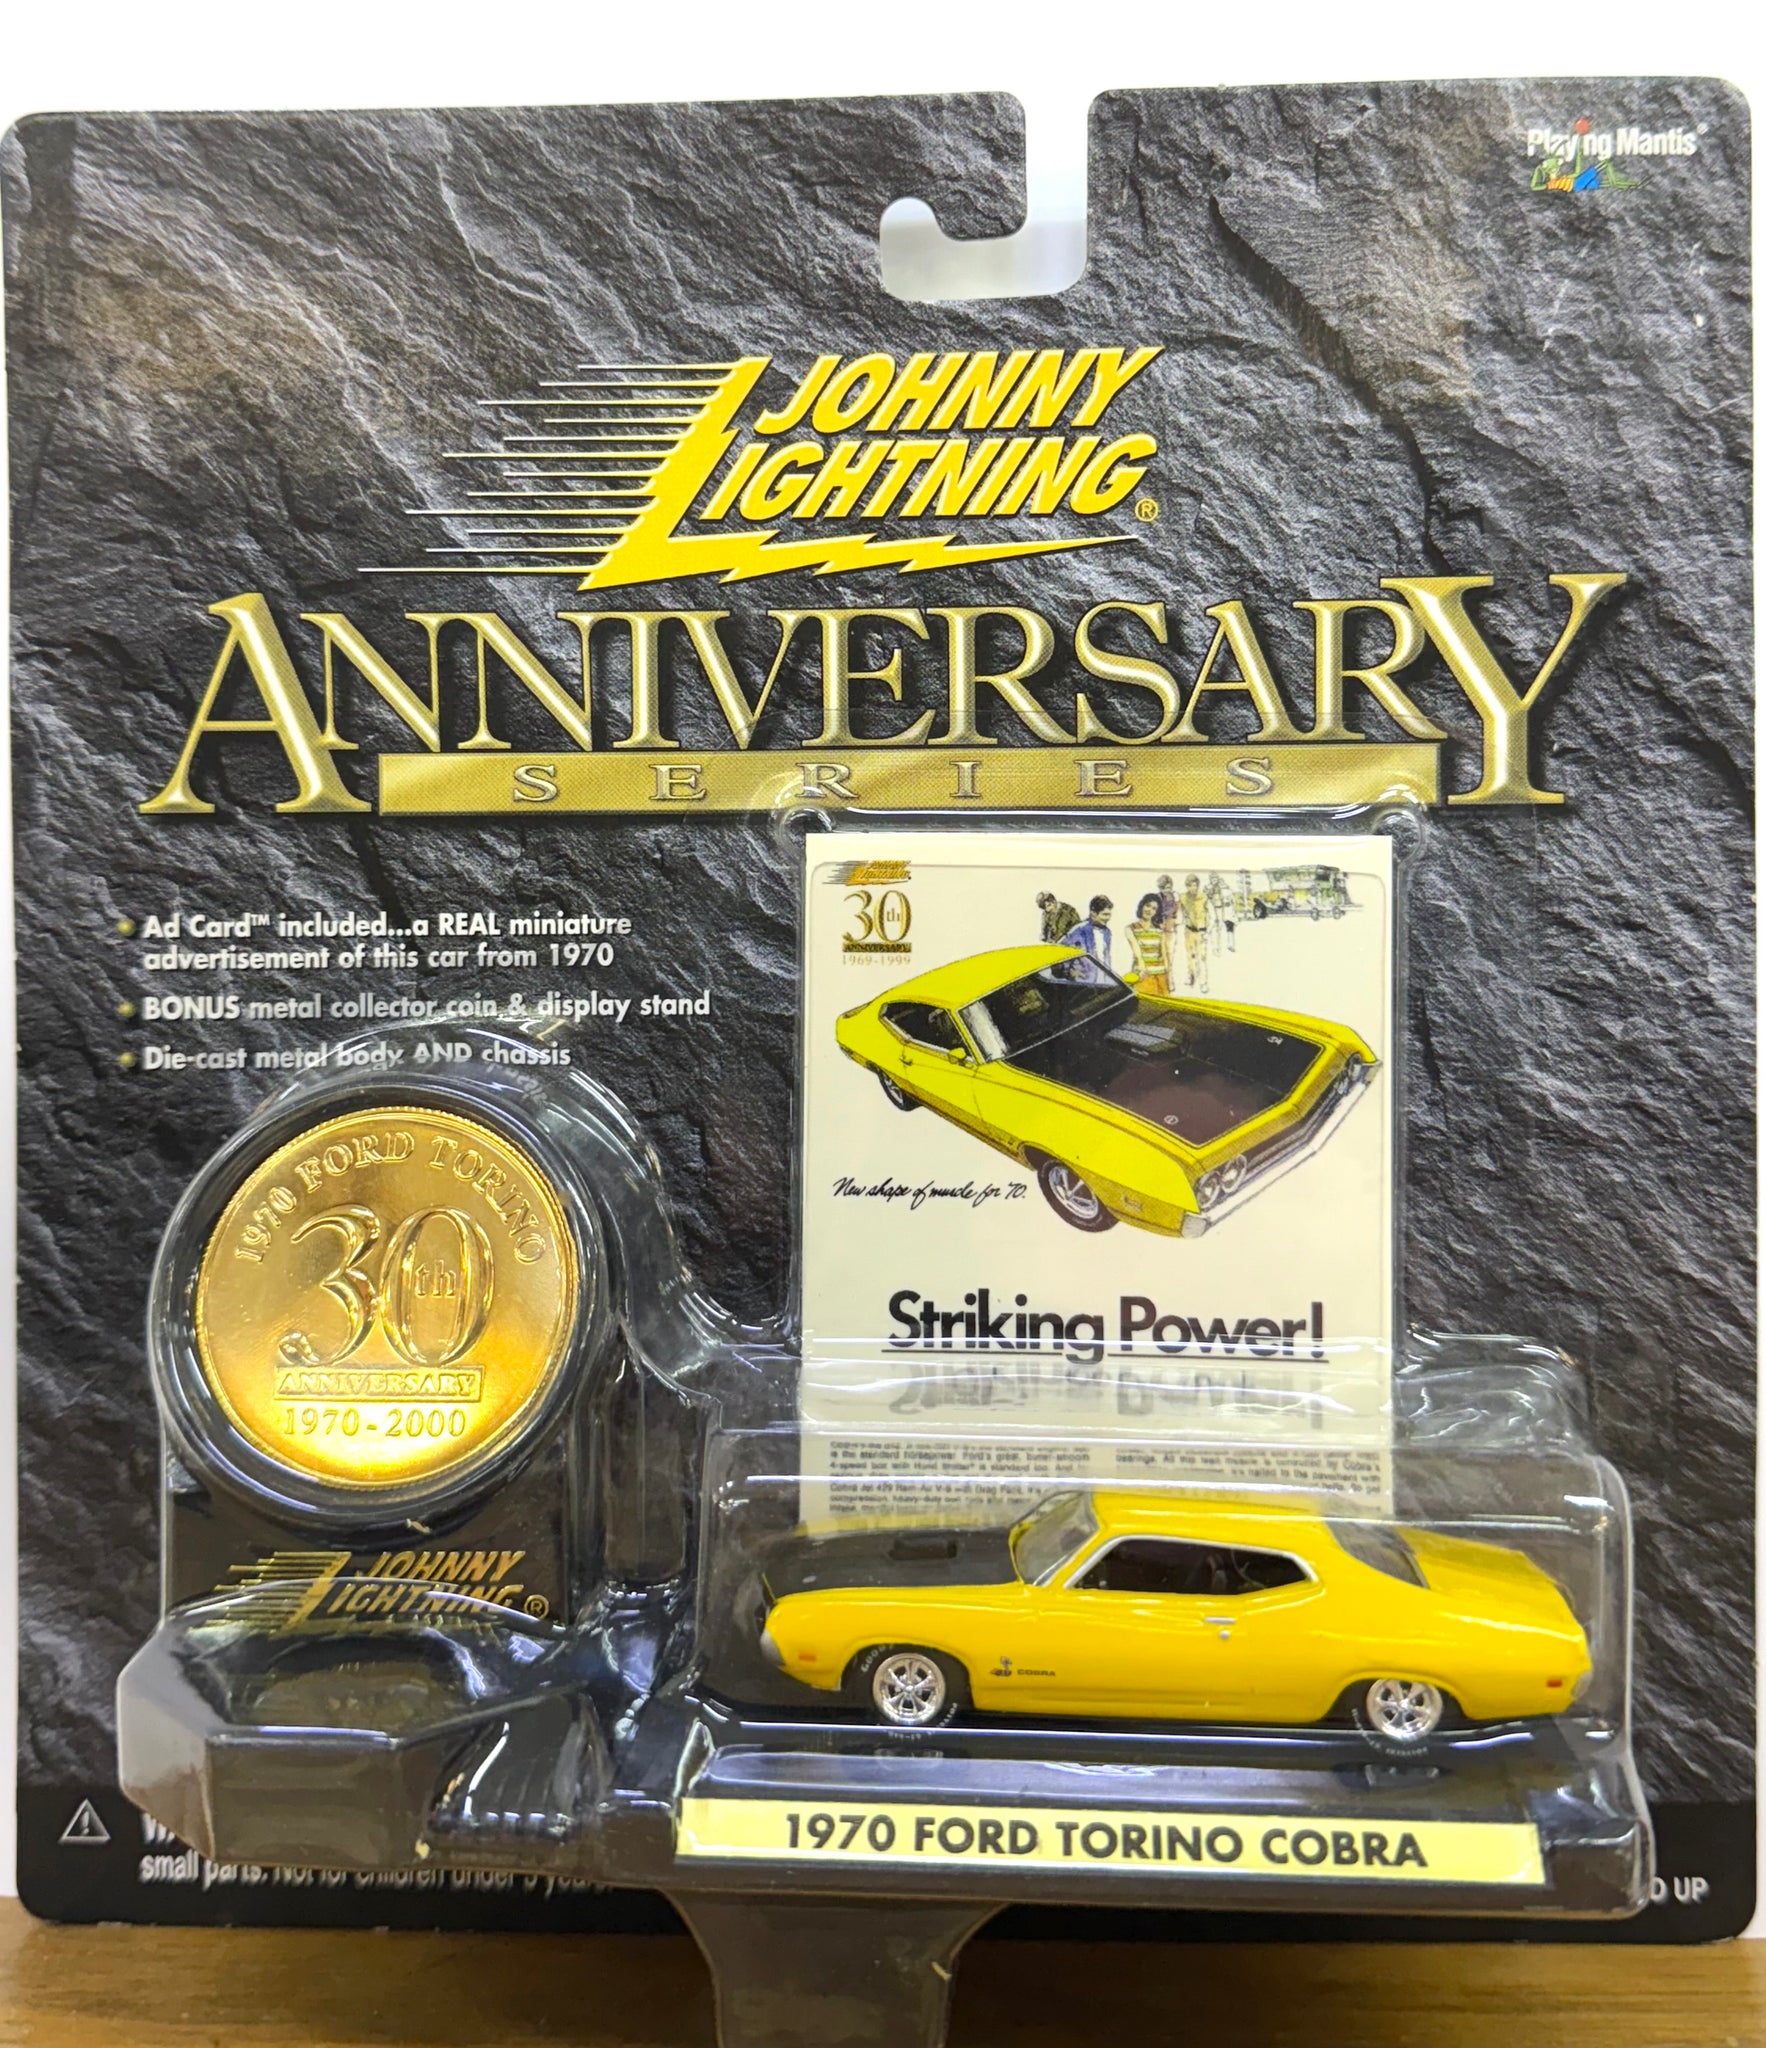 Playing Mantis®
JOHNNY
LIGHTNING®
ANNIVERSARY
SERIES
• Ad Card™ included...a REAL miniature
advertisement of this car from 1970
• BONUS metal collector coin & display stand
• Die-cast metal body AND chassis
JOHNNY
LIGHTNING
30th
ANNIVERSARY
1969-1999
New shape of muscle for '70.
Striking Power!
1970 FORD TORINO
30th
ANNIVERSARY
1970-2000
JOHNNY
LIGHTNING®
COBRA
1970 FORD TORINO COBRA
small parts. Not for children under 3 years.
D UP